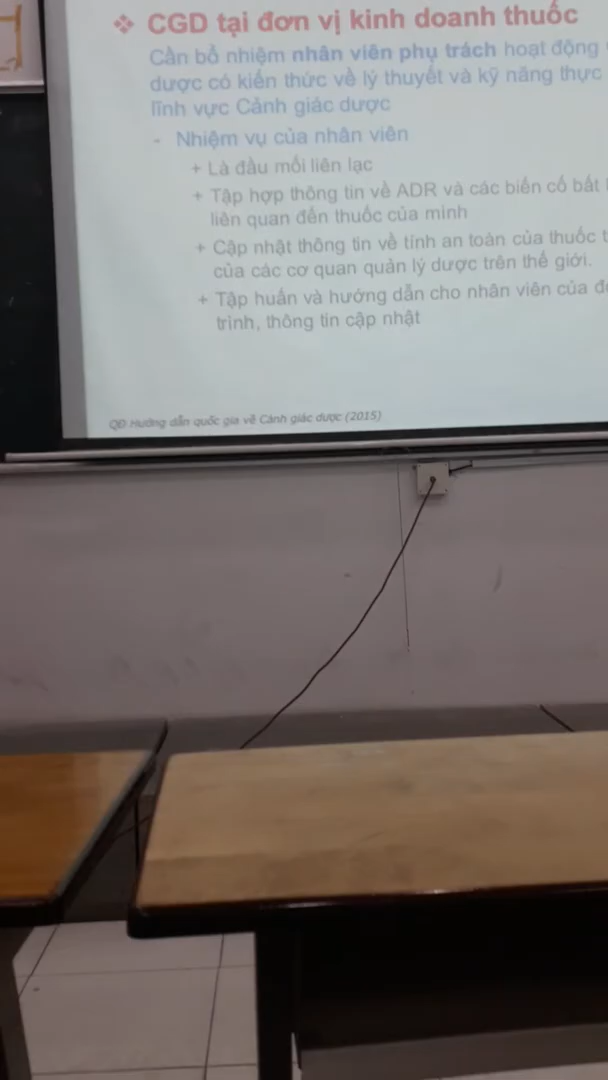 ❖ CGD tại đơn vị kinh doanh thuốc
Cần bổ nhiệm nhân viên phụ trách hoạt động
dược có kiến thức về lý thuyết và kỹ năng thực
lĩnh vực Cảnh giác dược
- Nhiệm vụ của nhân viên
+ Là đầu mối liên lạc
+ Tập hợp thông tin về ADR và các biến cố bất
liên quan đến thuốc của mình
+ Cập nhật thông tin về tính an toàn của thuốc
của các cơ quan quản lý dược trên thế giới.
+ Tập huấn và hướng dẫn cho nhân viên của
trình, thông tin cập nhật
QĐ Hướng dẫn quốc gia về Cảnh giác dược (2015)